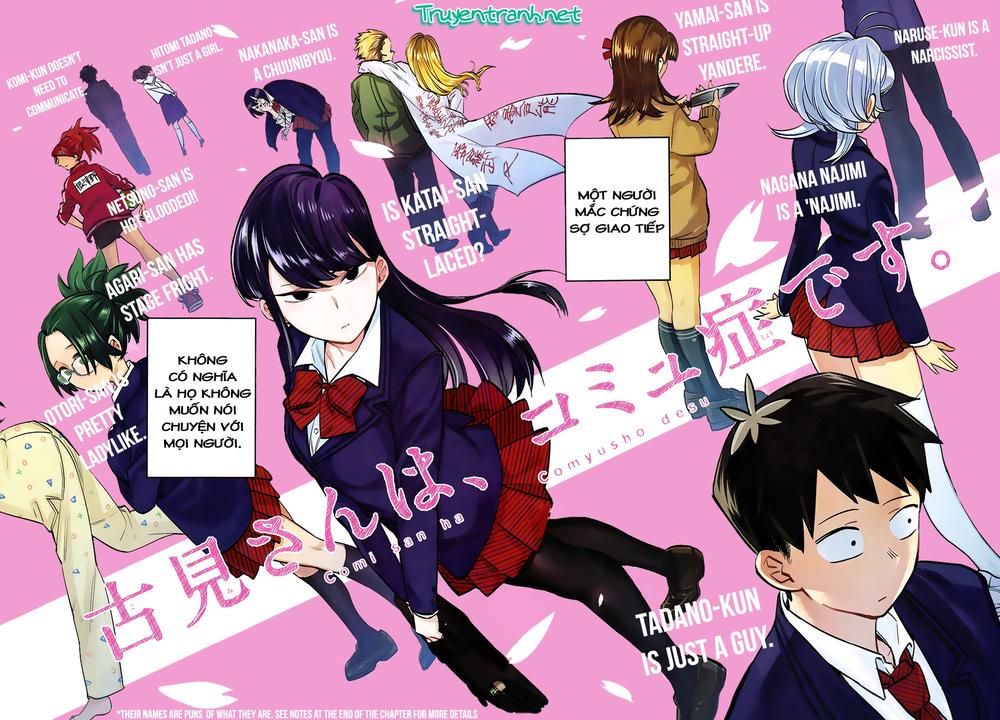 Truyentranh.net
KOMI-KUN DOESN'T
NEED TO
COMMUNICATE
HITOMI TADANO
ISN'T JUST A GIRL.
NAKANAKA-SAN IS
A CHUUNIBYOU.
YAMAI-SAN IS
STRAIGHT-UP
YANDERE.
NARUSE-KUN IS A
NARCISSIST.
NETSUNO-SAN IS
HOT-BLOODED!!
IS KATAI-SAN
STRAIGHT-
LACED?
MỘT NGƯỜI
MẮC CHỨNG
SỢ GIAO TIẾP
NAGANA NAJIMI
IS A 'NAJIMI.
AGARI-SAN HAS
STAGE FRIGHT.
KHÔNG
CÓ NGHĨA
LÀ HỌ KHÔNG
MUỐN NÓI
CHUYỆN VỚI
MỌI NGƯỜI.
OTORI-SAN IS
PRETTY
LADYLIKE.
古見さんは、コミュ症です。
comi san ha
comyusho desu
TADANO-KUN
IS JUST A GUY.
*THEIR NAMES ARE PUNS OF WHAT THEY ARE. SEE NOTES AT THE END OF THE CHAPTER FOR MORE DETAILS